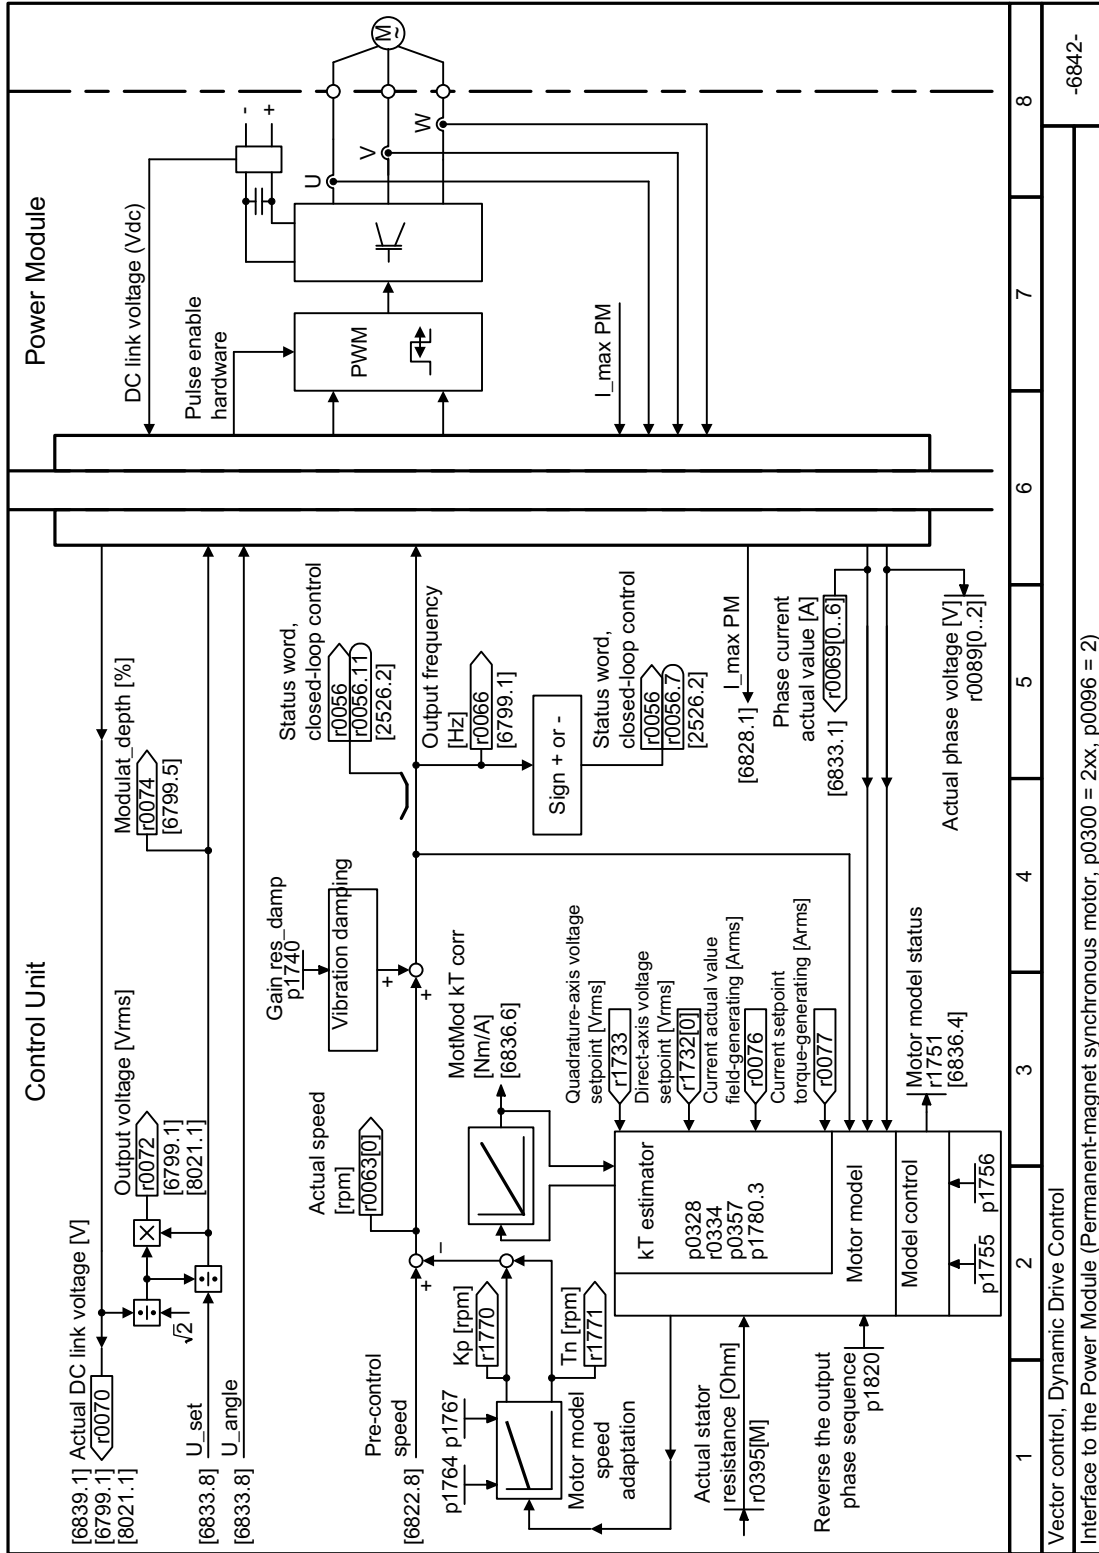 Control Unit
Power Module
[6839.1]
[6799.1]
[8021.1]
Actual DC link voltage [V]
r0070
√2
Output voltage [Vrms]
r0072
[6799.1]
[8021.1]
Modulat_depth [%]
r0074
[6799.5]
DC link voltage (Vdc)
-
+
[6833.8]
U_set
[6833.8]
U_angle
Pulse enable
hardware
PWM
U
V
W
M
~
I_max PM
Gain res_damp
p1740
Vibration damping
+
+
Status word,
closed-loop control
r0056
r0056.11
[2526.2]
Actual speed
[rpm]
r0063[0]
Pre-control
speed
[6822.8]
+
−
Output frequency
[Hz]
r0066
[6799.1]
Sign + or -
Status word,
closed-loop control
r0056
r0056.7
[2526.2]
p1764
p1767
Kp [rpm]
r1770
Tn [rpm]
r1771
Motor model
speed
adaptation
MotMod kT corr
[Nm/A]
[6836.6]
Quadrature-axis voltage
setpoint [Vrms]
r1733
Direct-axis voltage
setpoint [Vrms]
r1732[0]
Current actual value
field-generating [Arms]
r0076
Current setpoint
torque-generating [Arms]
r0077
kT estimator
p0328
r0334
p0357
p1780.3
Motor model
Model control
p1755
p1756
Motor model status
r1751
[6836.4]
Actual stator
resistance [Ohm]
r0395[M]
Reverse the output
phase sequence
p1820
[6828.1]
I_max PM
Phase current
actual value [A]
[6833.1]
r0069[0..6]
Actual phase voltage [V]
r0089[0..2]
1
2
3
4
5
6
7
8
Vector control, Dynamic Drive Control
Interface to the Power Module (Permanent-magnet synchronous motor, p0300 = 2xx, p0096 = 2)
-6842-